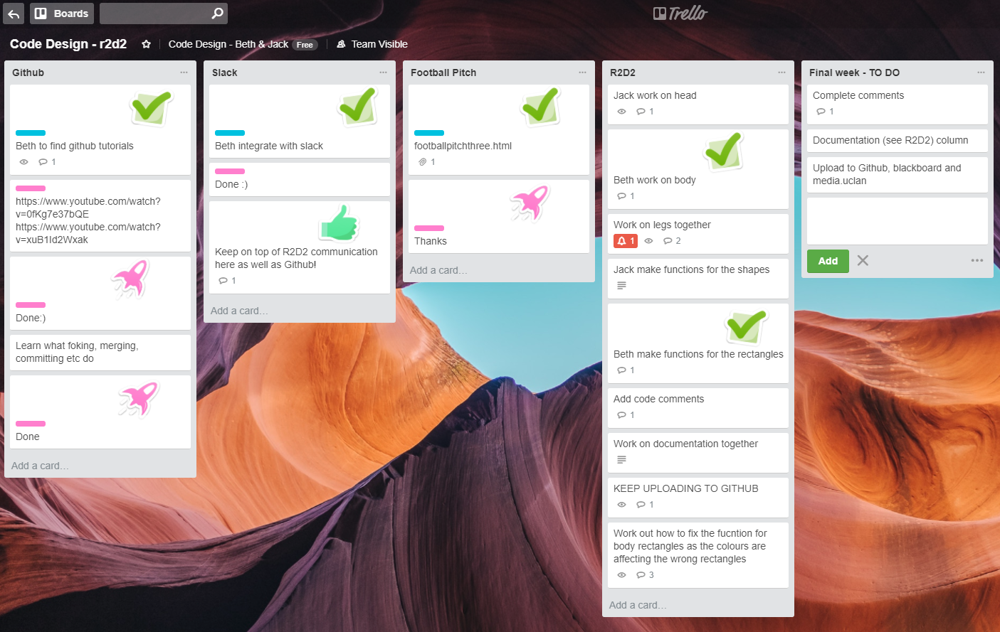 Boards
Trello
Code Design - r2d2
Code Design - Beth & Jack
Free
Team Visible
Github
Beth to find github tutorials
1
https://www.youtube.com/watch?
v=0fKg7e37bQE
https://www.youtube.com/watch?
v=xuB1Id2Wxak
Done:)
Learn what foking, merging,
committing etc do
Done
Add a card...
Slack
Beth integrate with slack
Done :)
Keep on top of R2D2 communication
here as well as Github!
1
Add a card...
Football Pitch
footballpitchthree.html
1
Thanks
Add a card...
R2D2
Jack work on head
1
Beth work on body
1
Work on legs together
1
2
Jack make functions for the shapes
Beth make functions for the rectangles
1
Add code comments
1
Work on documentation together
KEEP UPLOADING TO GITHUB
1
Work out how to fix the fucntion for
body rectangles as the colours are
affecting the wrong rectangles
3
Add a card...
Final week - TO DO
Complete comments
1
Documentation (see R2D2) column
Upload to Github, blackboard and
media.uclan
Add